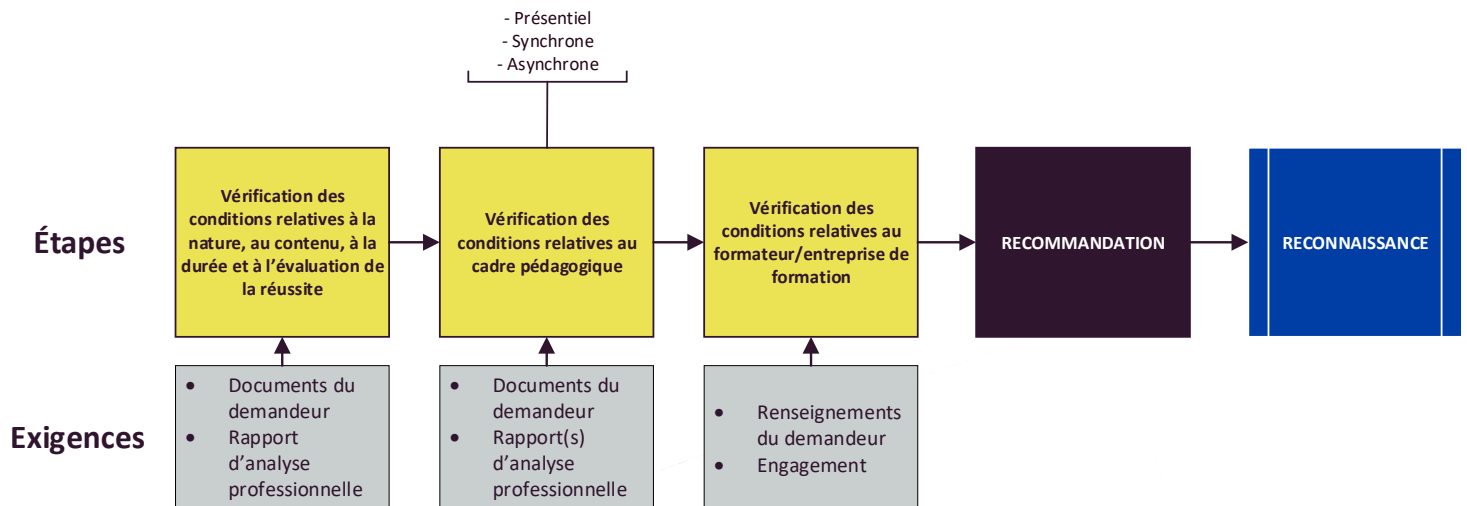 - Présentiel
- Synchrone
- Asynchrone
Étapes
Vérification des
conditions relatives à la
nature, au contenu, à la
durée et à l'évaluation de
la réussite
Vérification des
conditions relatives au
cadre pédagogique
Vérification des
conditions relatives au
formateur/entreprise de
formation
RECOMMANDATION
RECONNAISSANCE
Exigences
• Documents du
demandeur
• Rapport
d'analyse
professionnelle
• Documents du
demandeur
• Rapport(s)
d'analyse
professionnelle
• Renseignements
du demandeur
• Engagement